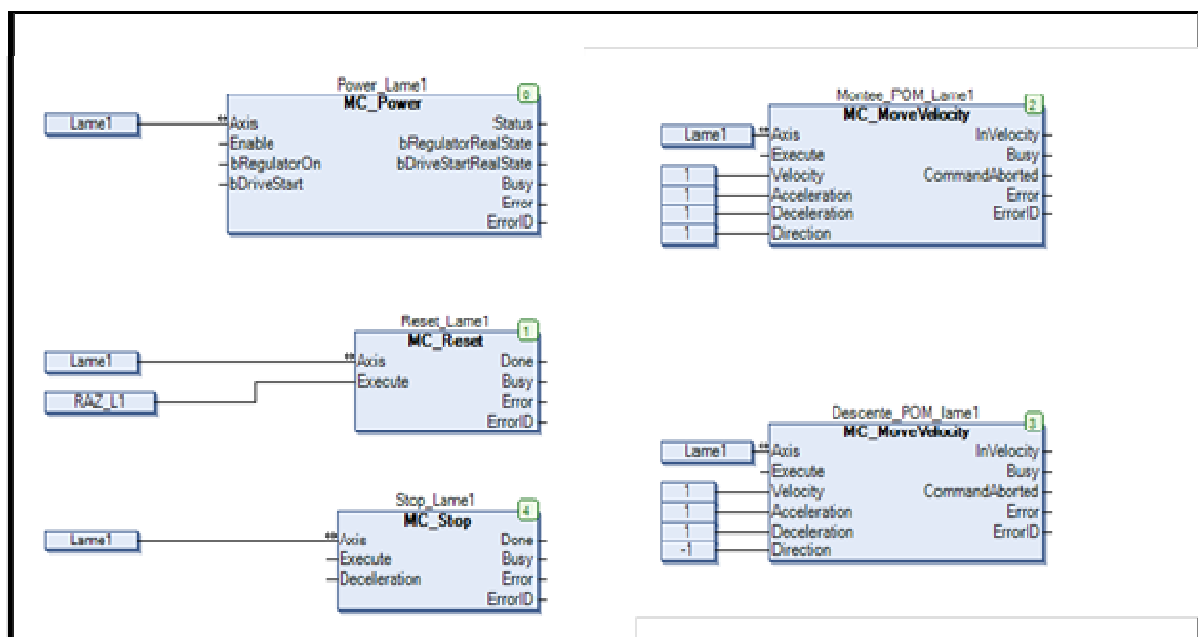 Power_Lame1
0
MC_Power
Lame1
Axis
Status
Enable
bRegulatorRealState
bRegulatorOn
bDriveStartRealState
bDriveStart
Busy
Error
ErrorID
Montee_POM_Lame1
2
MC_MoveVelocity
Lame1
Axis
InVelocity
Execute
Busy
1
Velocity
CommandAborted
1
Acceleration
Error
1
Deceleration
ErrorID
1
Direction
Reset_Lame1
1
MC_Reset
Lame1
Axis
Done
Execute
Busy
RAZ_L1
Error
ErrorID
Descente_POM_lame1
3
MC_MoveVelocity
Lame1
Axis
InVelocity
Execute
Busy
1
Velocity
CommandAborted
1
Acceleration
Error
1
Deceleration
ErrorID
-1
Direction
Stop_Lame1
4
MC_Stop
Lame1
Axis
Done
Execute
Busy
Decelleration
Error
ErrorID